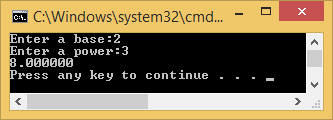 C:\Windows\system32\cmd...
Enter a base:2
Enter a power:3
8.000000
Press any key to continue . . .